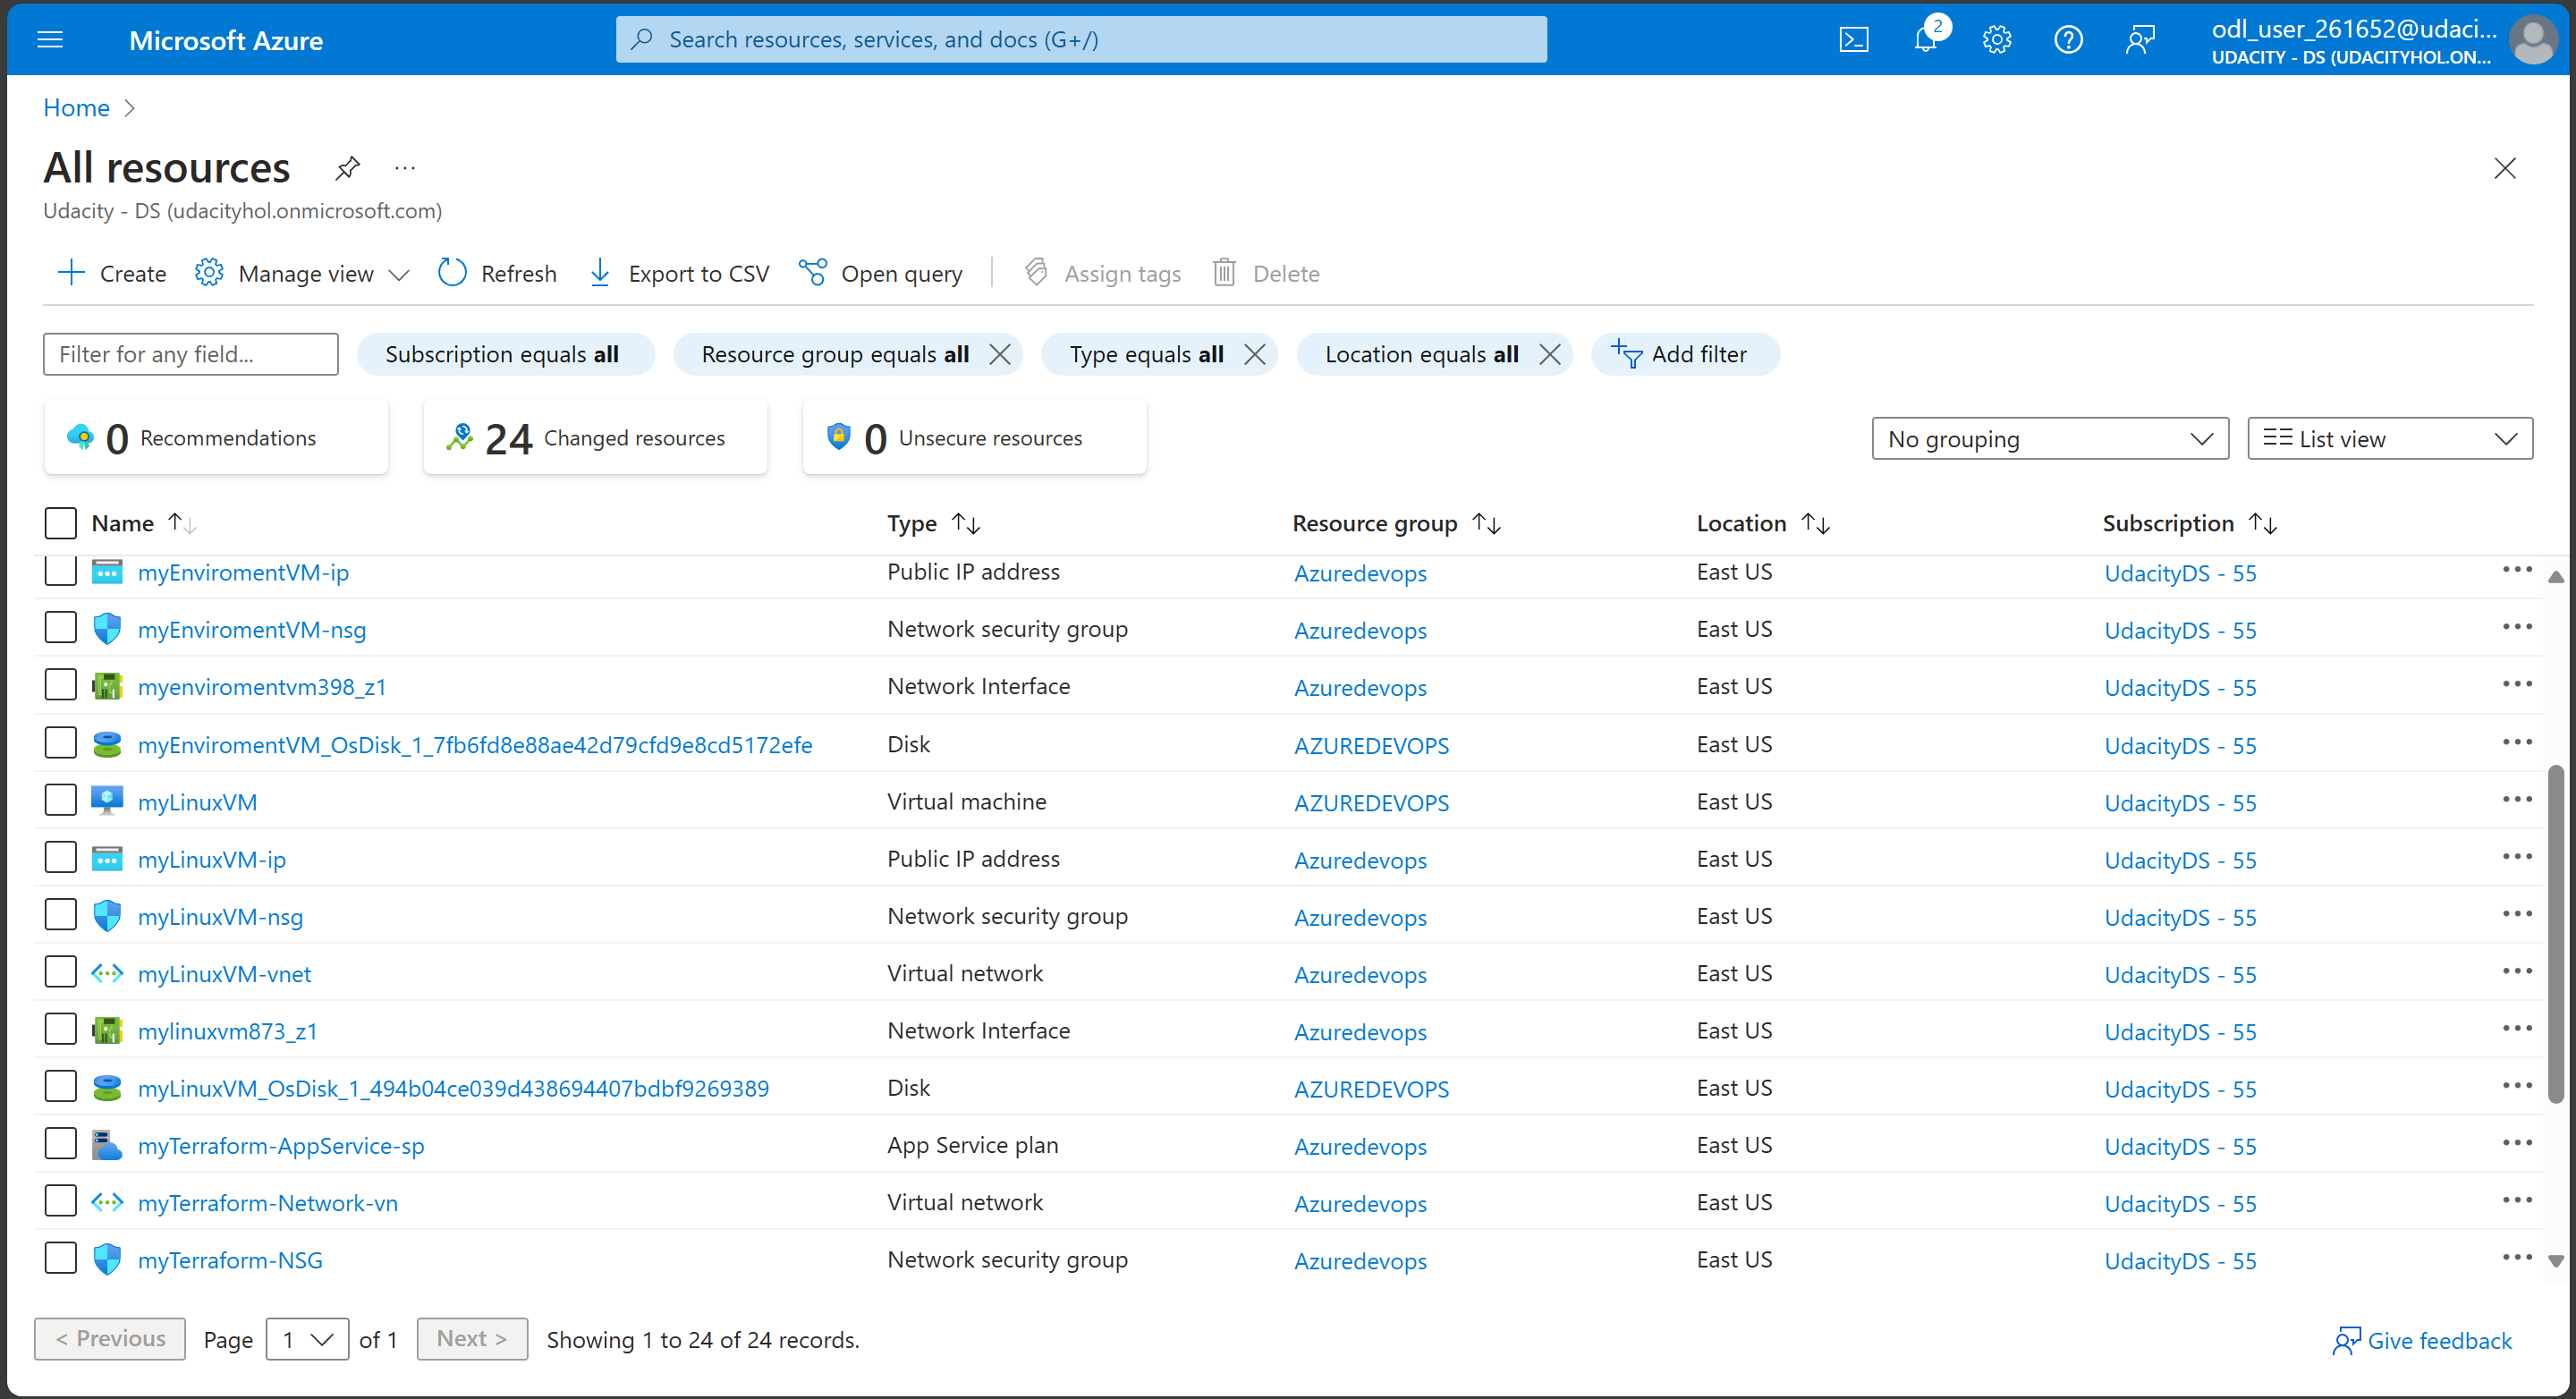 Microsoft Azure
Search resources, services, and docs (G+/)
2
odl_user_261652@udaci...
UDACITY - DS (UDACITYHOL.ON...
Home
All resources
Udacity - DS (udacityhol.onmicrosoft.com)
Create Manage view Refresh Export to CSV Open query Assign tags Delete
Filter for any field... Subscription equals all Resource group equals all Type equals all Location equals all Add filter
0 Recommendations 24 Changed resources 0 Unsecure resources No grouping List view
Name Type Resource group Location Subscription
myEnviromentVM-ip Public IP address Azuredevops East US UdacityDS - 55
myEnviromentVM-nsg Network security group Azuredevops East US UdacityDS - 55
myenviromentvm398_z1 Network Interface Azuredevops East US UdacityDS - 55
myEnviromentVM_OsDisk_1_7fb6fd8e88ae42d79cfd9e8cd5172efe Disk AZUREDEVOPS East US UdacityDS - 55
myLinuxVM Virtual machine AZUREDEVOPS East US UdacityDS - 55
myLinuxVM-ip Public IP address Azuredevops East US UdacityDS - 55
myLinuxVM-nsg Network security group Azuredevops East US UdacityDS - 55
myLinuxVM-vnet Virtual network Azuredevops East US UdacityDS - 55
mylinuxvm873_z1 Network Interface Azuredevops East US UdacityDS - 55
myLinuxVM_OsDisk_1_494b04ce039d438694407bdbf9269389 Disk AZUREDEVOPS East US UdacityDS - 55
myTerraform-AppService-sp App Service plan Azuredevops East US UdacityDS - 55
myTerraform-Network-vn Virtual network Azuredevops East US UdacityDS - 55
myTerraform-NSG Network security group Azuredevops East US UdacityDS - 55
< Previous Page 1 of 1 Next > Showing 1 to 24 of 24 records. Give feedback